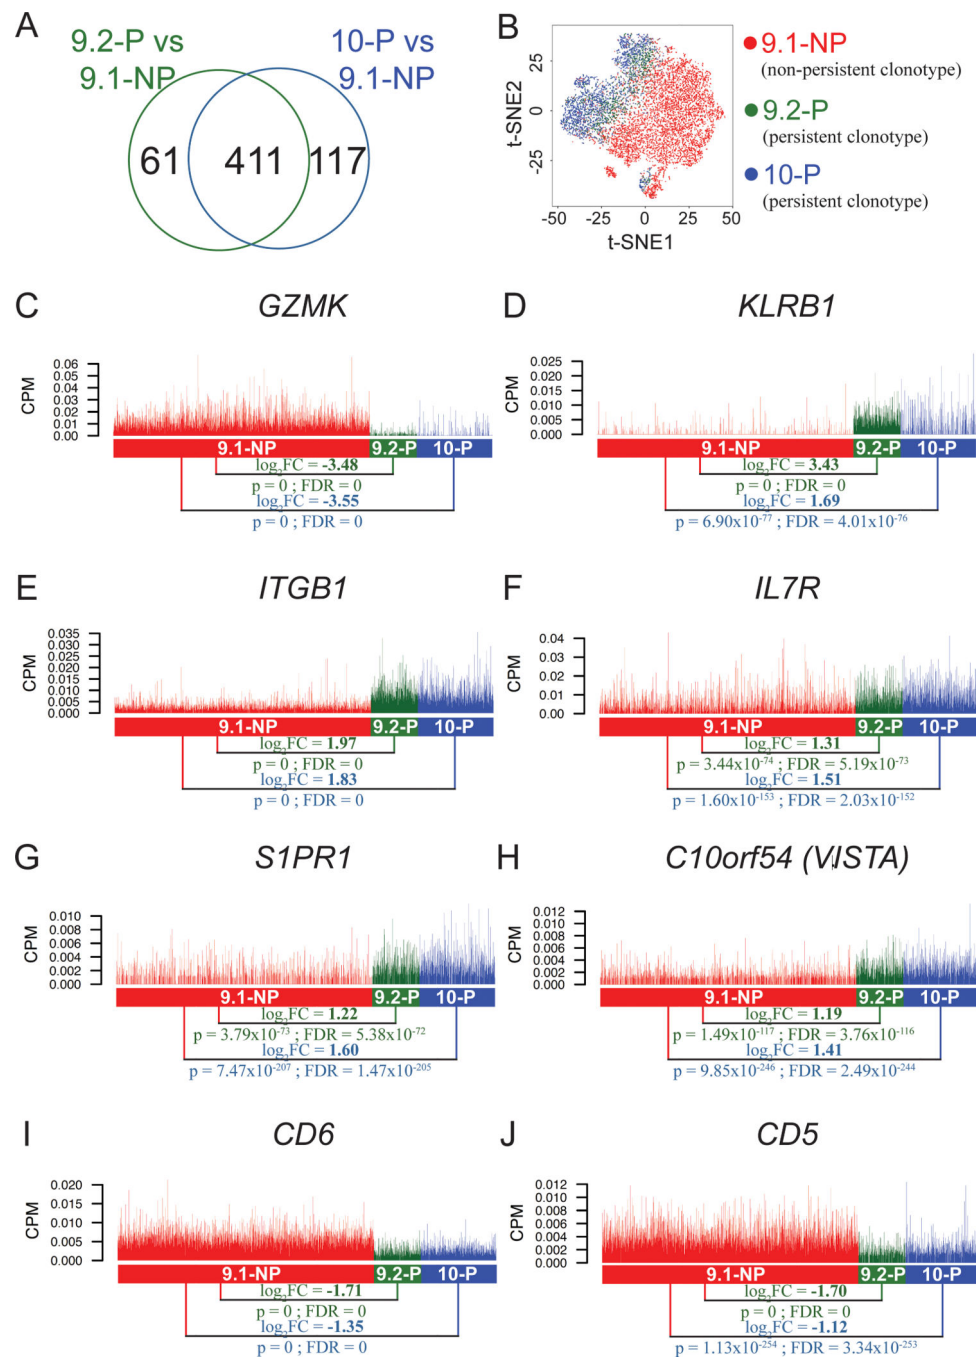 A
9.2-P vs
9.1-NP
10-P vs
9.1-NP
61
411
117
B
t-SNE2
25
0
-25
-50
-25
0
25
50
t-SNE1
9.1-NP
(non-persistent clonotype)
9.2-P
(persistent clonotype)
10-P
(persistent clonotype)
C
GZMK
CPM
0.06
0.05
0.04
0.03
0.02
0.01
0.00
9.1-NP 9.2-P 10-P
log₂FC = -3.48
p = 0 ; FDR = 0
log₂FC = -3.55
p = 0 ; FDR = 0
D
KLRB1
CPM
0.025
0.020
0.015
0.010
0.005
0.000
9.1-NP 9.2-P 10-P
log₂FC = 3.43
p = 0 ; FDR = 0
log₂FC = 1.69
p = 6.90x10⁻⁷⁷ ; FDR = 4.01x10⁻⁷⁶
E
ITGB1
CPM
0.035
0.030
0.025
0.020
0.015
0.010
0.005
0.000
9.1-NP 9.2-P 10-P
log₂FC = 1.97
p = 0 ; FDR = 0
log₂FC = 1.83
p = 0 ; FDR = 0
F
IL7R
CPM
0.04
0.03
0.02
0.01
0.00
9.1-NP 9.2-P 10-P
log₂FC = 1.31
p = 3.44x10⁻⁷⁴ ; FDR = 5.19x10⁻⁷³
log₂FC = 1.51
p = 1.60x10⁻¹⁵³ ; FDR = 2.03x10⁻¹⁵²
G
S1PR1
CPM
0.010
0.008
0.006
0.004
0.002
0.000
9.1-NP 9.2-P 10-P
log₂FC = 1.22
p = 3.79x10⁻⁷³ ; FDR = 5.38x10⁻⁷²
log₂FC = 1.60
p = 7.47x10⁻²⁰⁷ ; FDR = 1.47x10⁻²⁰⁵
H
C10orf54 (VISTA)
CPM
0.012
0.010
0.008
0.006
0.004
0.002
0.000
9.1-NP 9.2-P 10-P
log₂FC = 1.19
p = 1.49x10⁻¹¹⁷ ; FDR = 3.76x10⁻¹¹⁶
log₂FC = 1.41
p = 9.85x10⁻²⁴⁶ ; FDR = 2.49x10⁻²⁴⁴
I
CD6
CPM
0.020
0.015
0.010
0.005
0.000
9.1-NP 9.2-P 10-P
log₂FC = -1.71
p = 0 ; FDR = 0
log₂FC = -1.35
p = 0 ; FDR = 0
J
CD5
CPM
0.012
0.010
0.008
0.006
0.004
0.002
0.000
9.1-NP 9.2-P 10-P
log₂FC = -1.70
p = 0 ; FDR = 0
log₂FC = -1.12
p = 1.13x10⁻²⁵⁴ ; FDR = 3.34x10⁻²⁵³